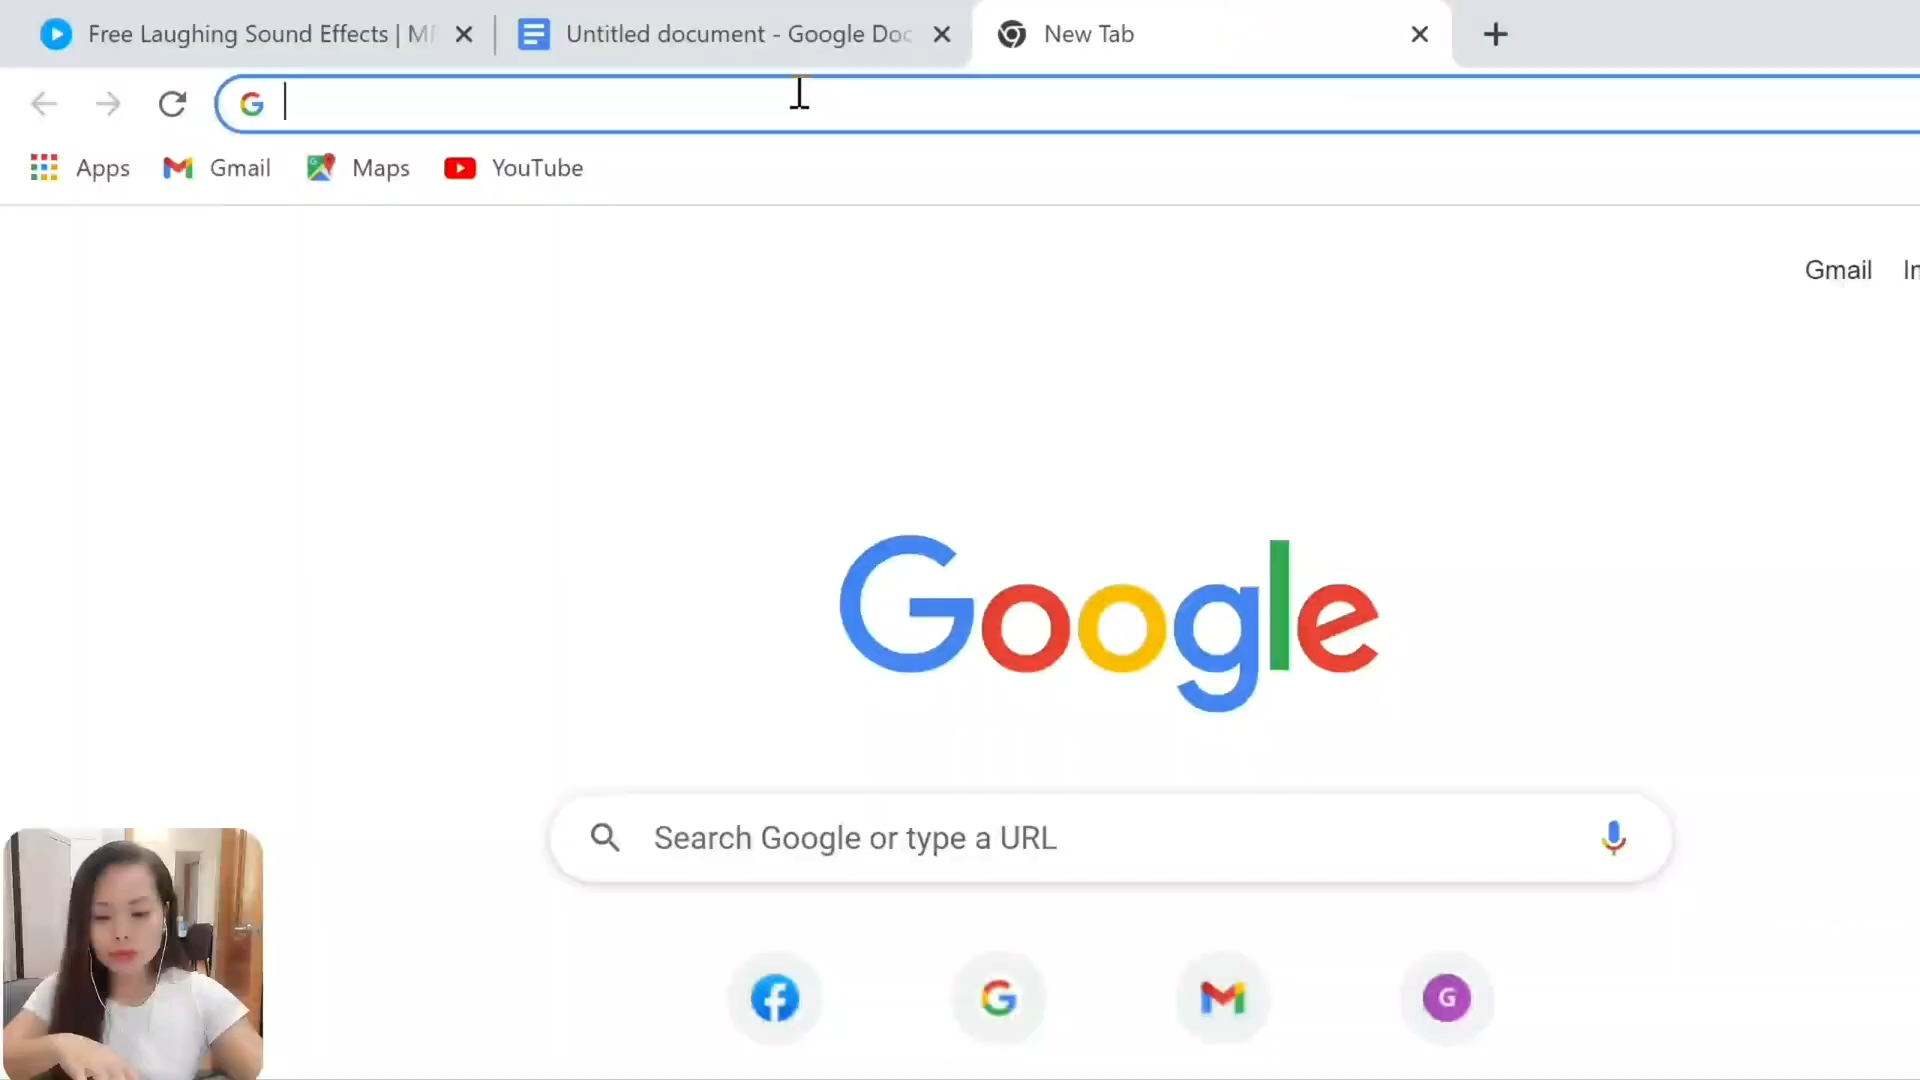 Free Laughing Sound Effects | M
Untitled document - Google Doc
New Tab
Apps
Gmail
Maps
YouTube
Gmail
Google
Search Google or type a URL
G